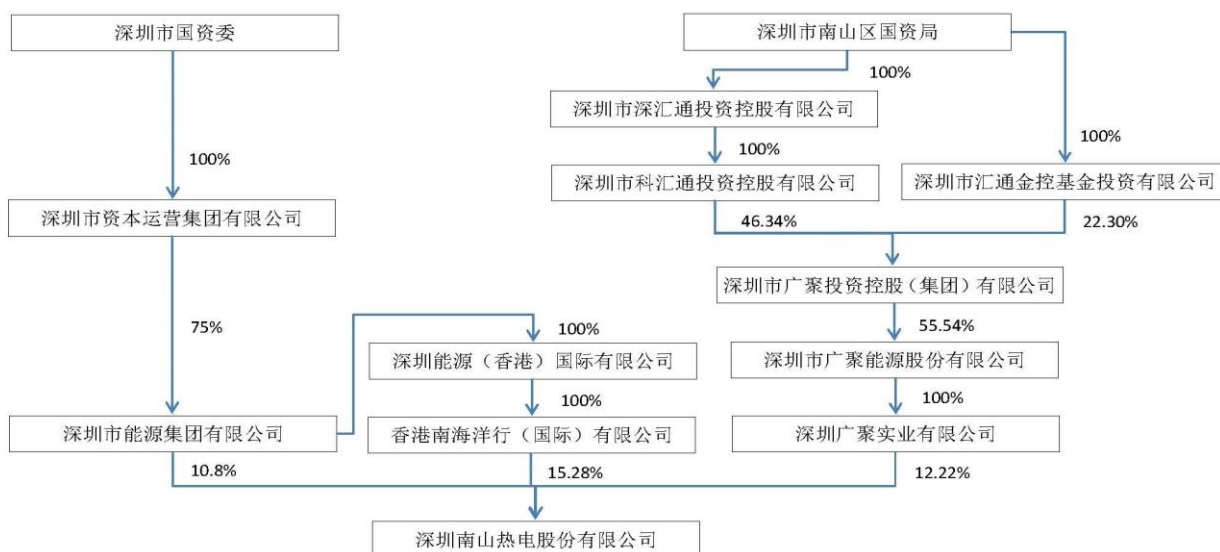 深圳市国资委
深圳市南山区国资局
100%
深圳市深汇通投资控股有限公司
100%
100%
100%
深圳市科汇通投资控股有限公司
深圳市汇通金控基金投资有限公司
深圳市资本运营集团有限公司
46.34%
22.30%
深圳市广聚投资控股（集团）有限公司
75%
100%
55.54%
深圳能源（香港）国际有限公司
深圳市广聚能源股份有限公司
100%
100%
深圳市能源集团有限公司
香港南海洋行（国际）有限公司
深圳广聚实业有限公司
10.8%
15.28%
12.22%
深圳南山热电股份有限公司